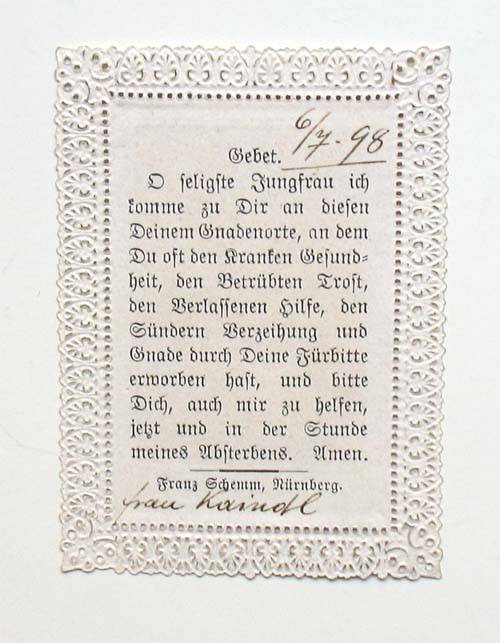 6/7. 98
Gebet.
O seligste Jungfrau ich
komme zu Dir an diesen
Deinem Gnadenorte, an dem
Du oft den Kranken Gesund=
heit, den Betrübten Trost,
den Verlassenen Hilfe, den
Sündern Verzeihung und
Gnade durch Deine Fürbitte
erworben hast, und bitte
Dich, auch mir zu helfen,
jetzt und in der Stunde
meines Absterbens. Amen.
Franz Schemm, Nürnberg.
frau Kaindl